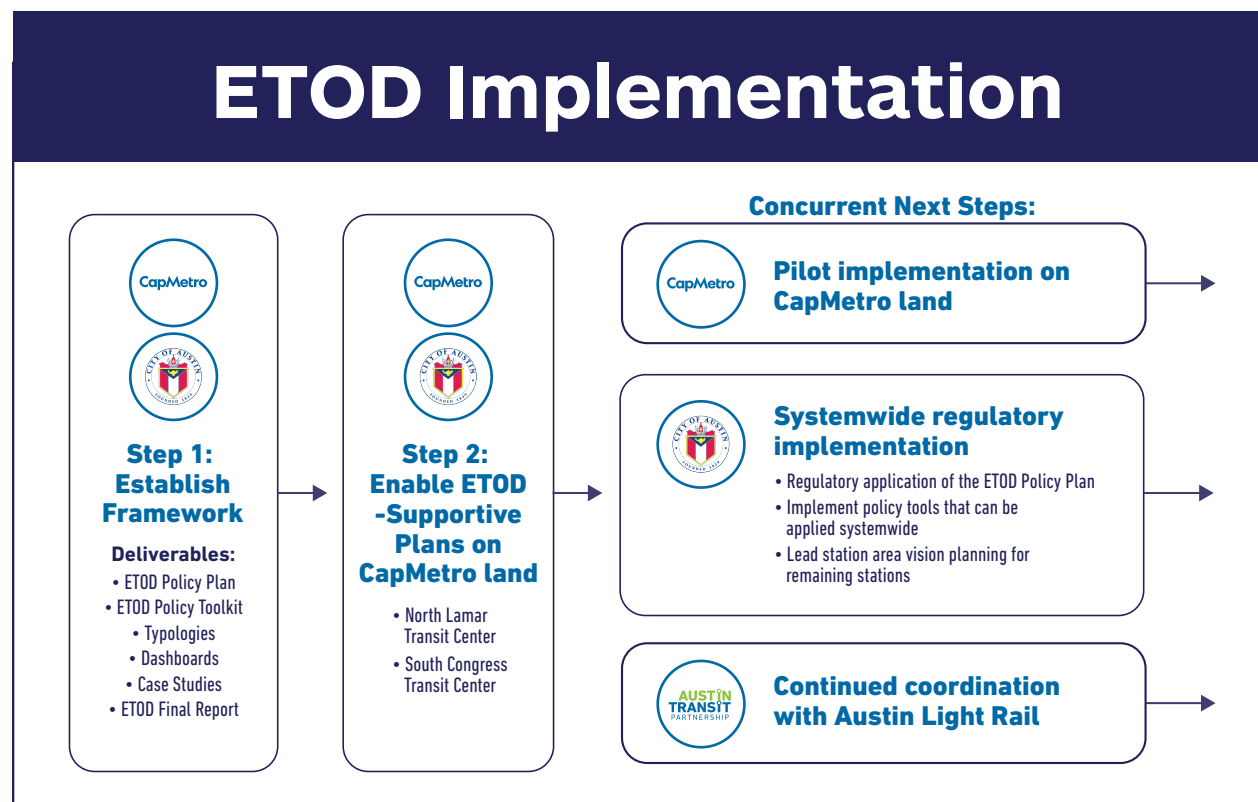 ETOD Implementation
CapMetro
CITY OF AUSTIN
FOUNDED 1839
Step 1:
Establish
Framework
Deliverables:
• ETOD Policy Plan
• ETOD Policy Toolkit
• Typologies
• Dashboards
• Case Studies
• ETOD Final Report
CapMetro
CITY OF AUSTIN
FOUNDED 1839
Step 2:
Enable ETOD
-Supportive
Plans on
CapMetro land
• North Lamar
Transit Center
• South Congress
Transit Center
Concurrent Next Steps:
CapMetro
Pilot implementation on
CapMetro land
CITY OF AUSTIN
FOUNDED 1839
Systemwide regulatory
implementation
• Regulatory application of the ETOD Policy Plan
• Implement policy tools that can be
applied systemwide
• Lead station area vision planning for
remaining stations
AUSTIN
TRANSIT
PARTNERSHIP
Continued coordination
with Austin Light Rail